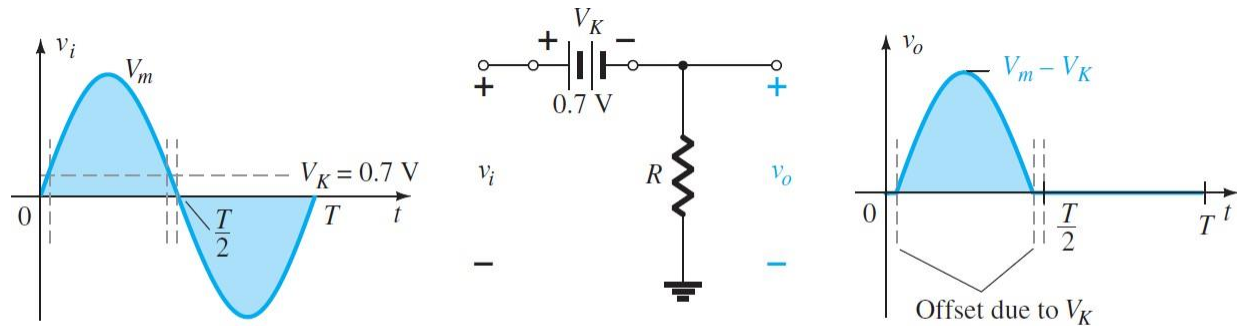 v_i
V_m
V_K = 0.7 V
0
T/2
T
t
V_K
+
−
0.7 V
+
+
v_i
R
v_o
−
−
v_o
V_m − V_K
0
T/2
T
t
Offset due to V_K